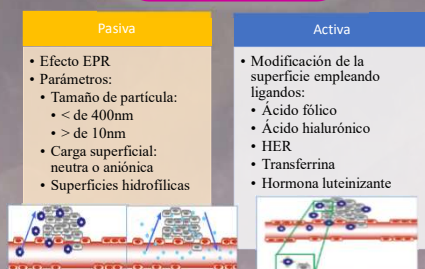 Pasiva
• Efecto EPR
• Parámetros:
• Tamaño de partícula:
• < de 400nm
• > de 10nm
• Carga superficial:
neutra o aniónica
• Superficies hidrofílicas
Activa
• Modificación de la
superficie empleando
ligandos:
• Ácido fólico
• Ácido hialurónico
• HER
• Transferrina
• Hormona luteinizante